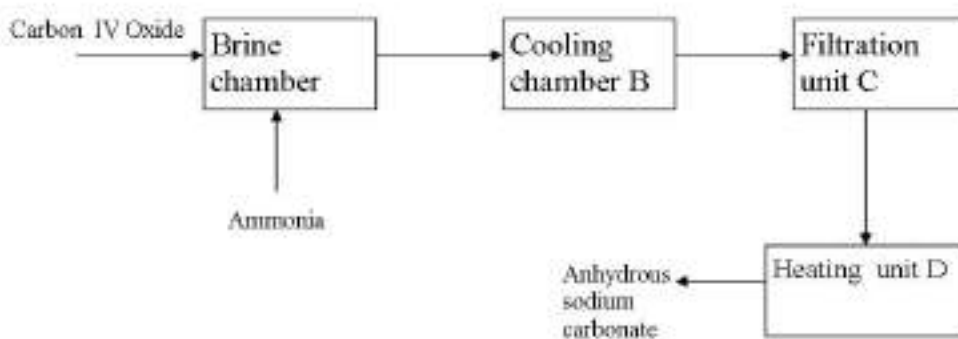 Carbon IV Oxide
Brine
chamber
Cooling
chamber B
Filtration
unit C
Ammonia
Heating unit D
Anhydrous
sodium
carbonate